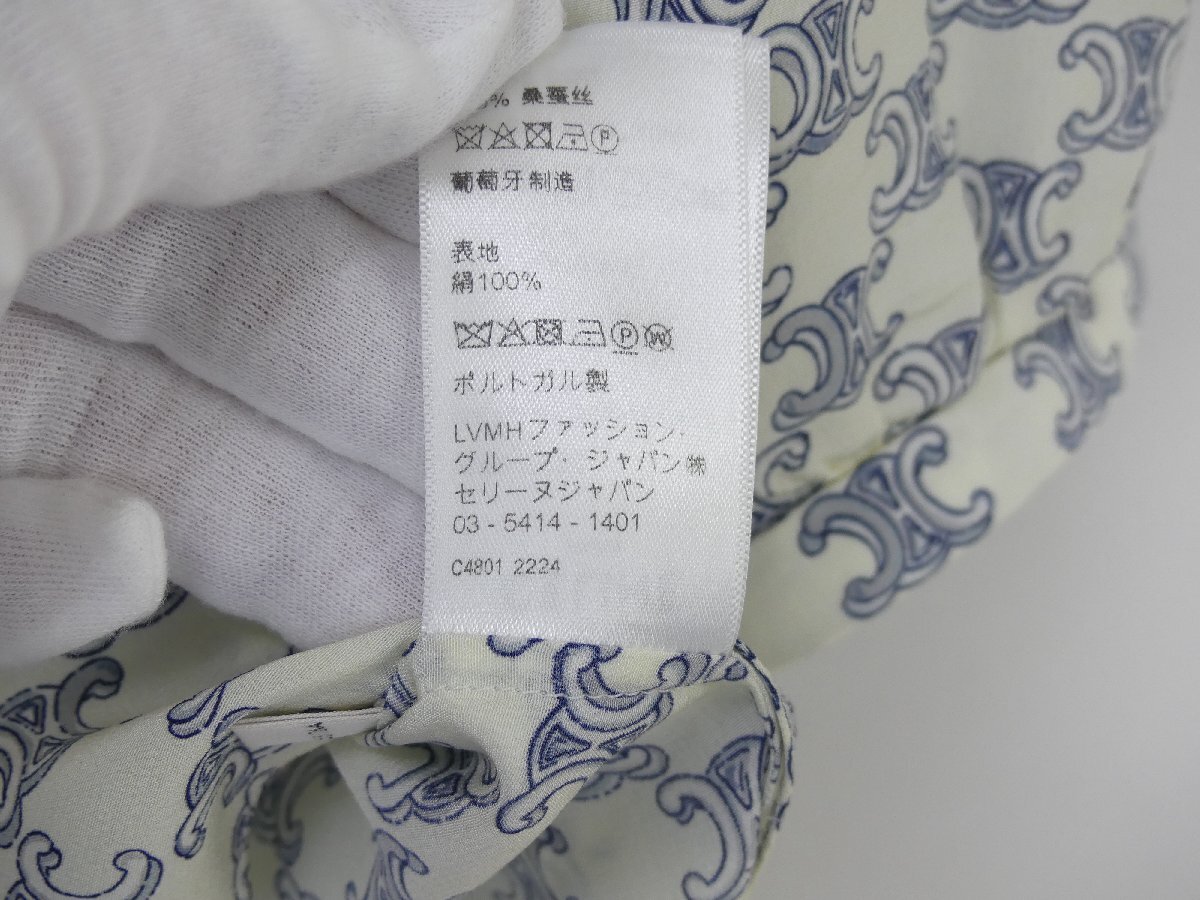 % 桑蚕丝
葡萄牙制造
表地
絹100%
ポルトガル製
LVMHファッション・
グループ・ジャパン㈱
セリーヌジャパン
03 - 5414 - 1401
C4801 2224